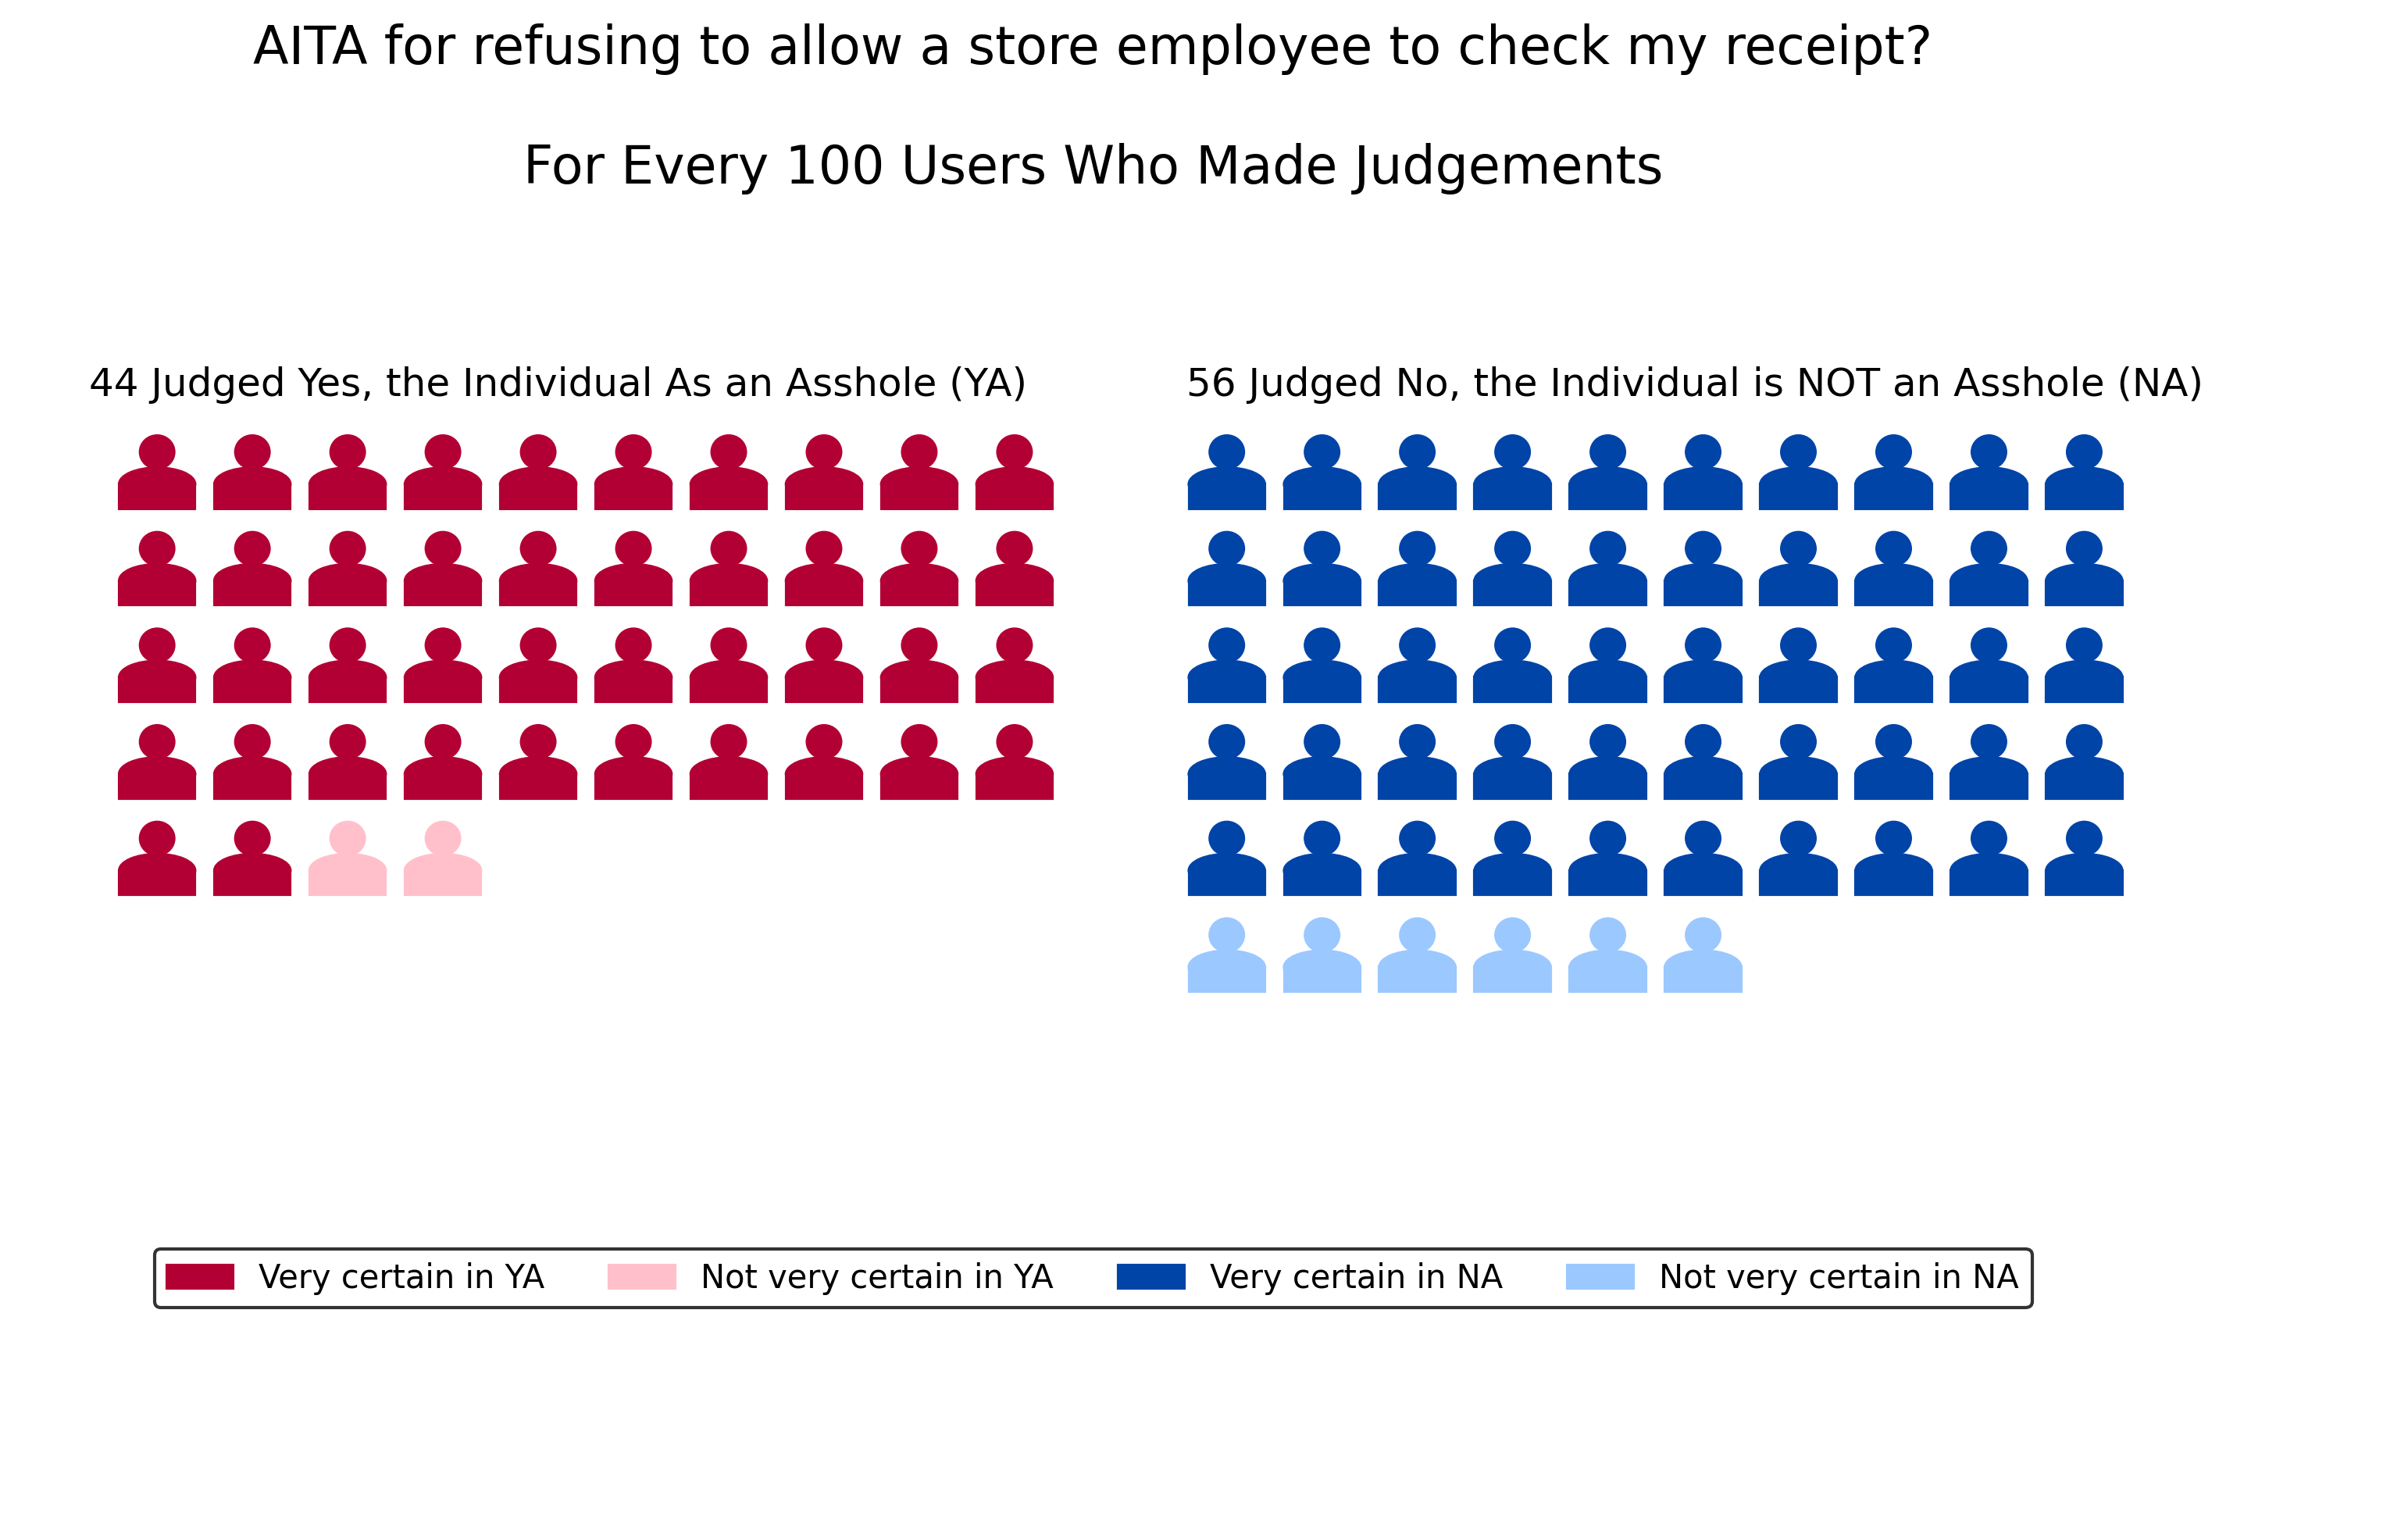 AITA for refusing to allow a store employee to check my receipt?
For Every 100 Users Who Made Judgements
44 Judged Yes, the Individual As an Asshole (YA)
56 Judged No, the Individual is NOT an Asshole (NA)
Very certain in YA
Not very certain in YA
Very certain in NA
Not very certain in NA